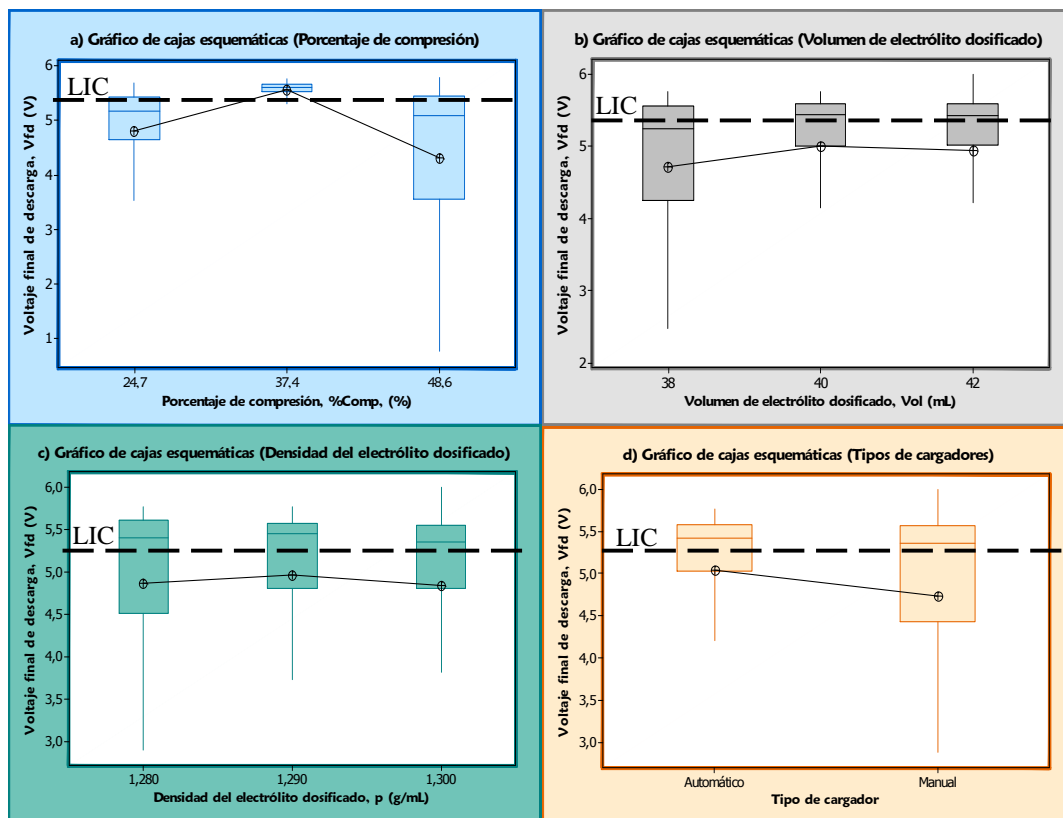 a) Gráfico de cajas esquemáticas (Porcentaje de compresión)
Voltaje final de descarga, Vfd (V)
6
5
4
3
2
1
LIC
24,7
37,4
48,6
Porcentaje de compresión, %Comp, (%)
b) Gráfico de cajas esquemáticas (Volumen de electrólito dosificado)
Voltaje final de descarga, Vfd (V)
6
5
4
3
2
LIC
38
40
42
Volumen de electrólito dosificado, Vol (mL)
c) Gráfico de cajas esquemáticas (Densidad del electrólito dosificado)
Voltaje final de descarga, Vfd (V)
6,0
5,5
5,0
4,5
4,0
3,5
3,0
LIC
1,280
1,290
1,300
Densidad del electrólito dosificado, p (g/mL)
d) Gráfico de cajas esquemáticas (Tipos de cargadores)
Voltaje final de descarga, Vfd (V)
6,0
5,5
5,0
4,5
4,0
3,5
3,0
LIC
Automático
Manual
Tipo de cargador